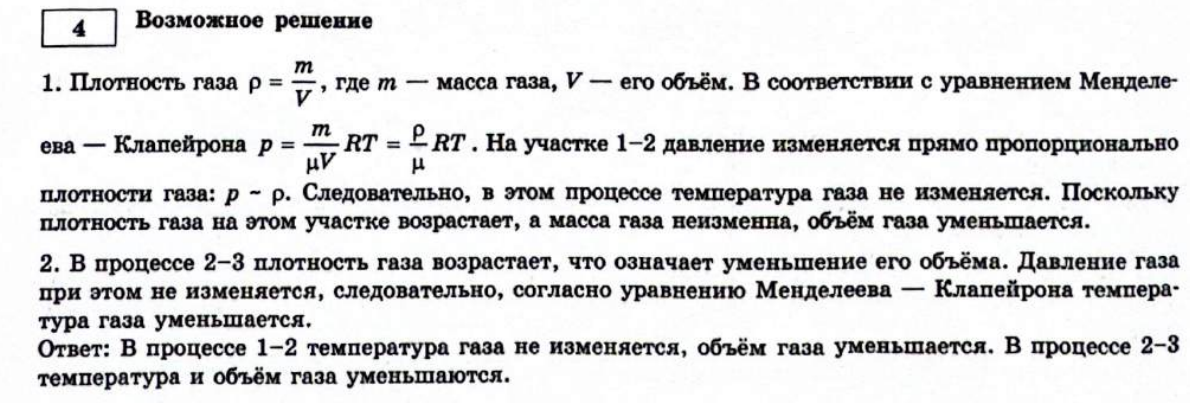 4 Возможное решение
1. Плотность газа ρ = m/V, где m — масса газа, V — его объём. В соответствии с уравнением Менделе-
ева — Клапейрона p = m/μV RT = ρ/μ RT. На участке 1–2 давление изменяется прямо пропорционально
плотности газа: p ~ ρ. Следовательно, в этом процессе температура газа не изменяется. Поскольку
плотность газа на этом участке возрастает, а масса газа неизменна, объём газа уменьшается.
2. В процессе 2–3 плотность газа возрастает, что означает уменьшение его объёма. Давление газа
при этом не изменяется, следовательно, согласно уравнению Менделеева — Клапейрона темпера-
тура газа уменьшается.
Ответ: В процессе 1–2 температура газа не изменяется, объём газа уменьшается. В процессе 2–3
температура и объём газа уменьшаются.